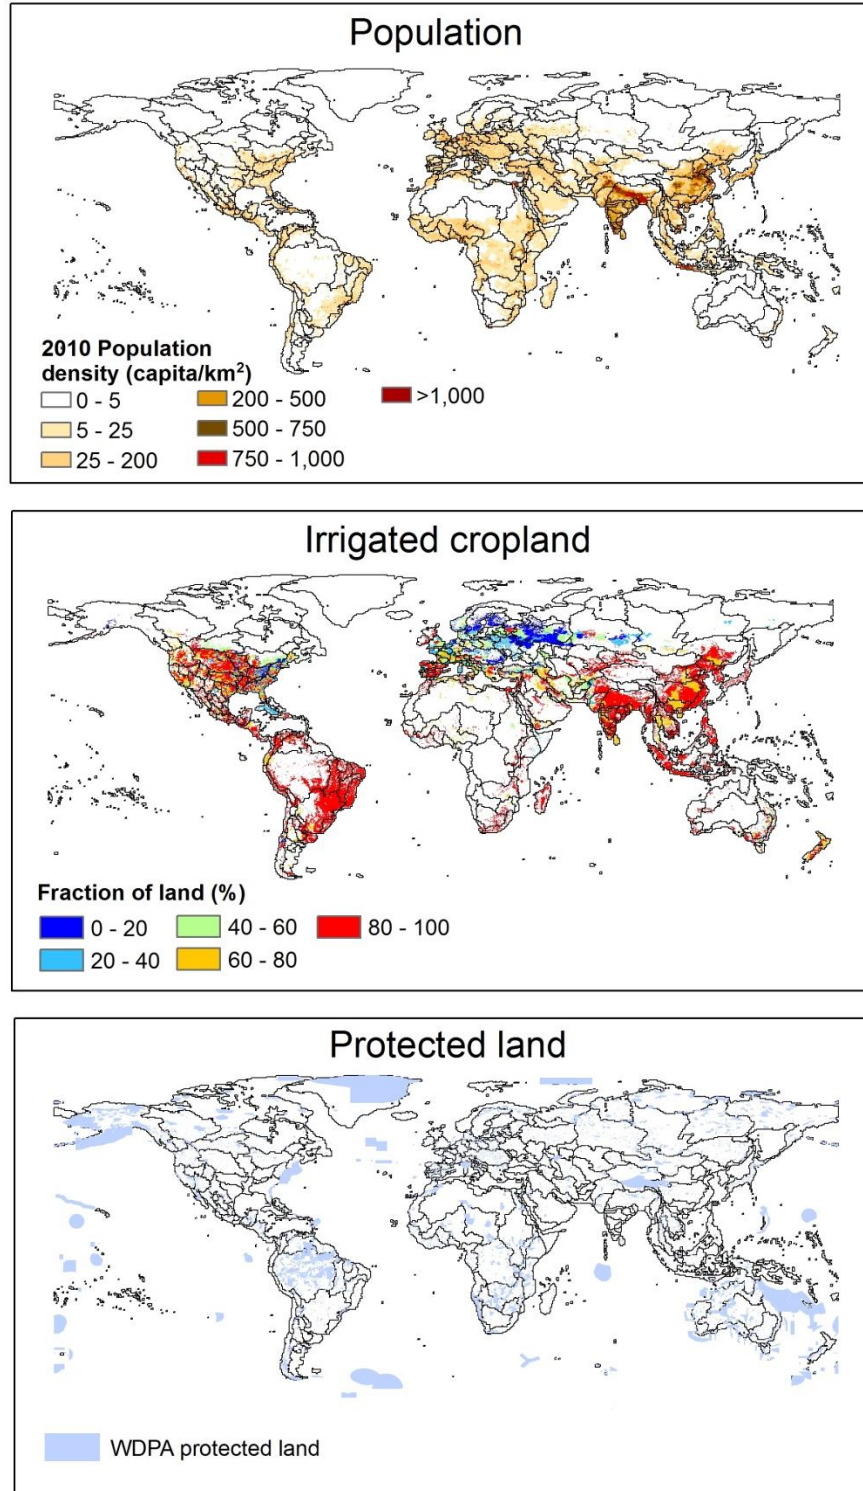 Population
2010 Population
density (capita/km²)
0 - 5
200 - 500
>1,000
5 - 25
500 - 750
25 - 200
750 - 1,000
Irrigated cropland
Fraction of land (%)
0 - 20
40 - 60
80 - 100
20 - 40
60 - 80
Protected land
WDPA protected land